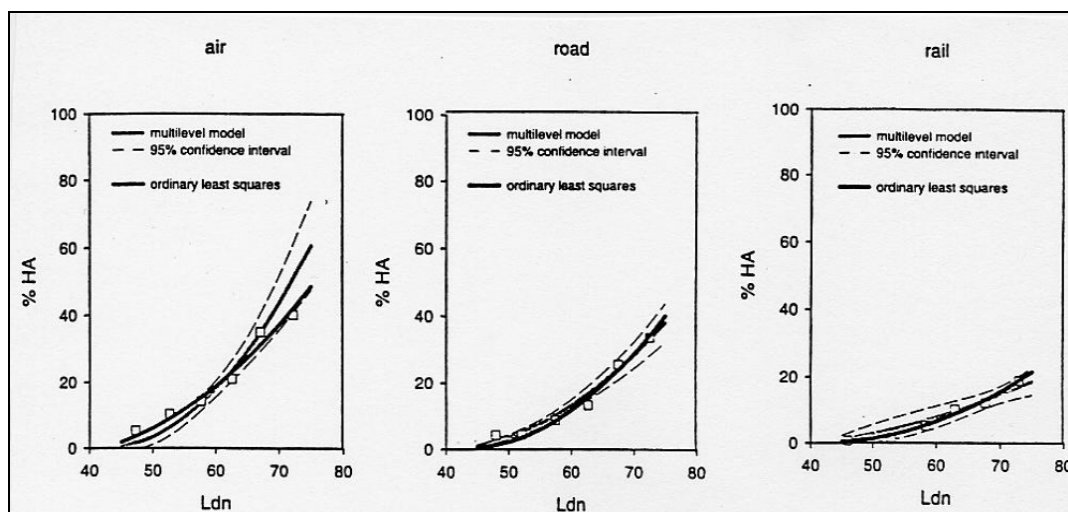 air
100
80
60
40
20
0
% HA
multilevel model
95% confidence interval
ordinary least squares
40 50 60 70 80
Ldn
road
100
80
60
40
20
0
% HA
multilevel model
95% confidence interval
ordinary least squares
40 50 60 70 80
Ldn
rail
100
80
60
40
20
0
% HA
multilevel model
95% confidence interval
ordinary least squares
40 50 60 70 80
Ldn